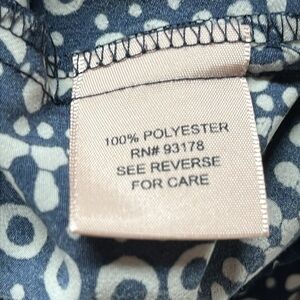 100% POLYESTER
RN# 93178
SEE REVERSE
FOR CARE